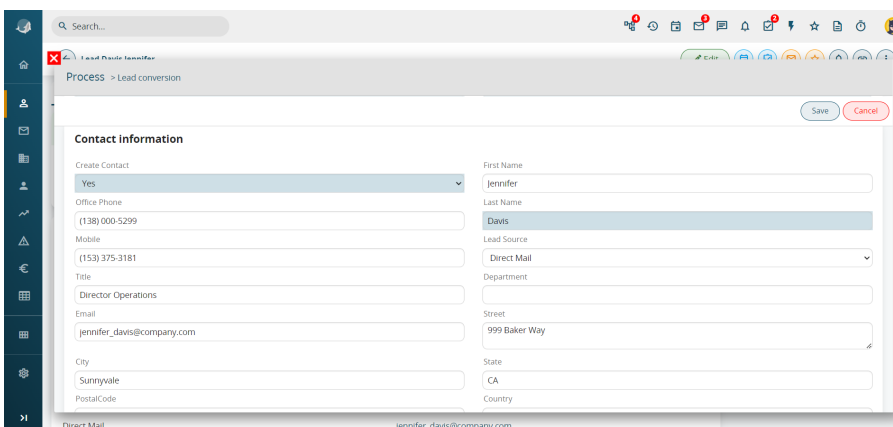 4 3 2
Search...
Lead Davis Jennifer Edit
Process > Lead conversion
Save Cancel
Contact information
Create Contact First Name
Yes Jennifer
Office Phone Last Name
(138) 000-5299 Davis
Mobile Lead Source
(153) 375-3181 Direct Mail
Title Department
Director Operations
Email Street
jennifer_davis@company.com 999 Baker Way
City State
Sunnyvale CA
PostalCode Country
Direct Mail jennifer_davis@company.com